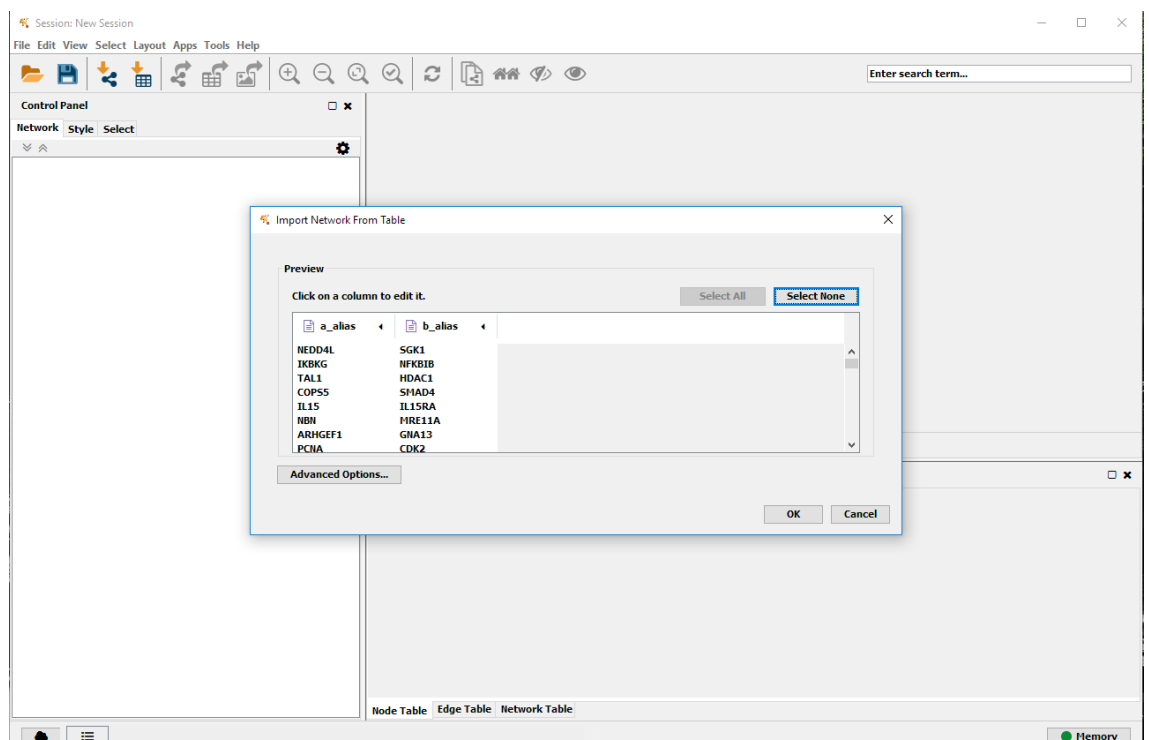 Session: New Session
File Edit View Select Layout Apps Tools Help
Enter search term...
Control Panel
Network Style Select
Import Network From Table
Preview
Click on a column to edit it.
Select All Select None
a_alias b_alias
NEDD4L SGK1
IKBKG NFKBIB
TAL1 HDAC1
COPS5 SMAD4
IL15 IL15RA
NBN MRE11A
ARHGEF1 GNA13
PCNA CDK2
Advanced Options...
OK Cancel
Node Table Edge Table Network Table
Memory